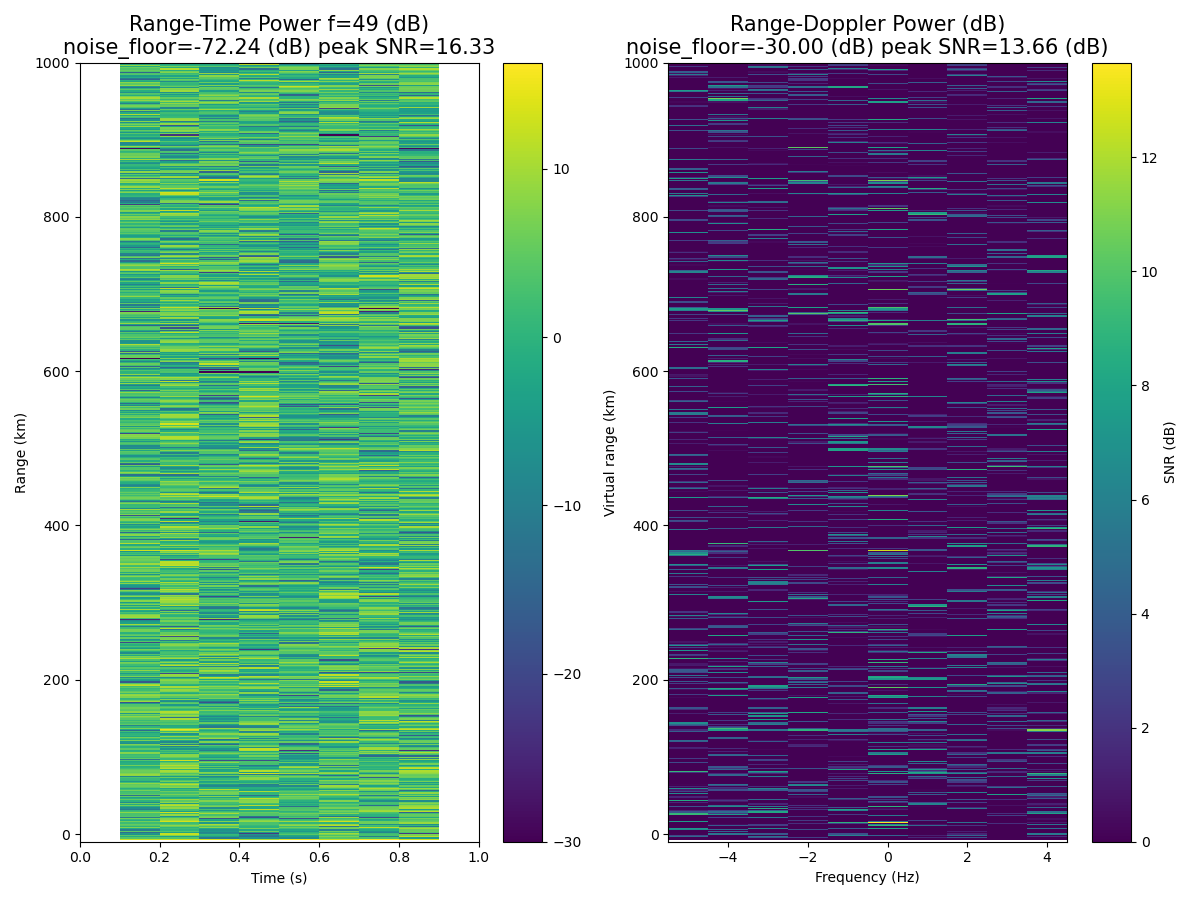 Range-Time Power f=49 (dB)
noise_floor=-72.24 (dB) peak SNR=16.33
Range (km)
1000
800
600
400
200
0
0.0 0.2 0.4 0.6 0.8 1.0
Time (s)
10
0
−10
−20
−30
Range-Doppler Power (dB)
noise_floor=-30.00 (dB) peak SNR=13.66 (dB)
Virtual range (km)
1000
800
600
400
200
0
−4 −2 0 2 4
Frequency (Hz)
12
10
8
6
4
2
0
SNR (dB)